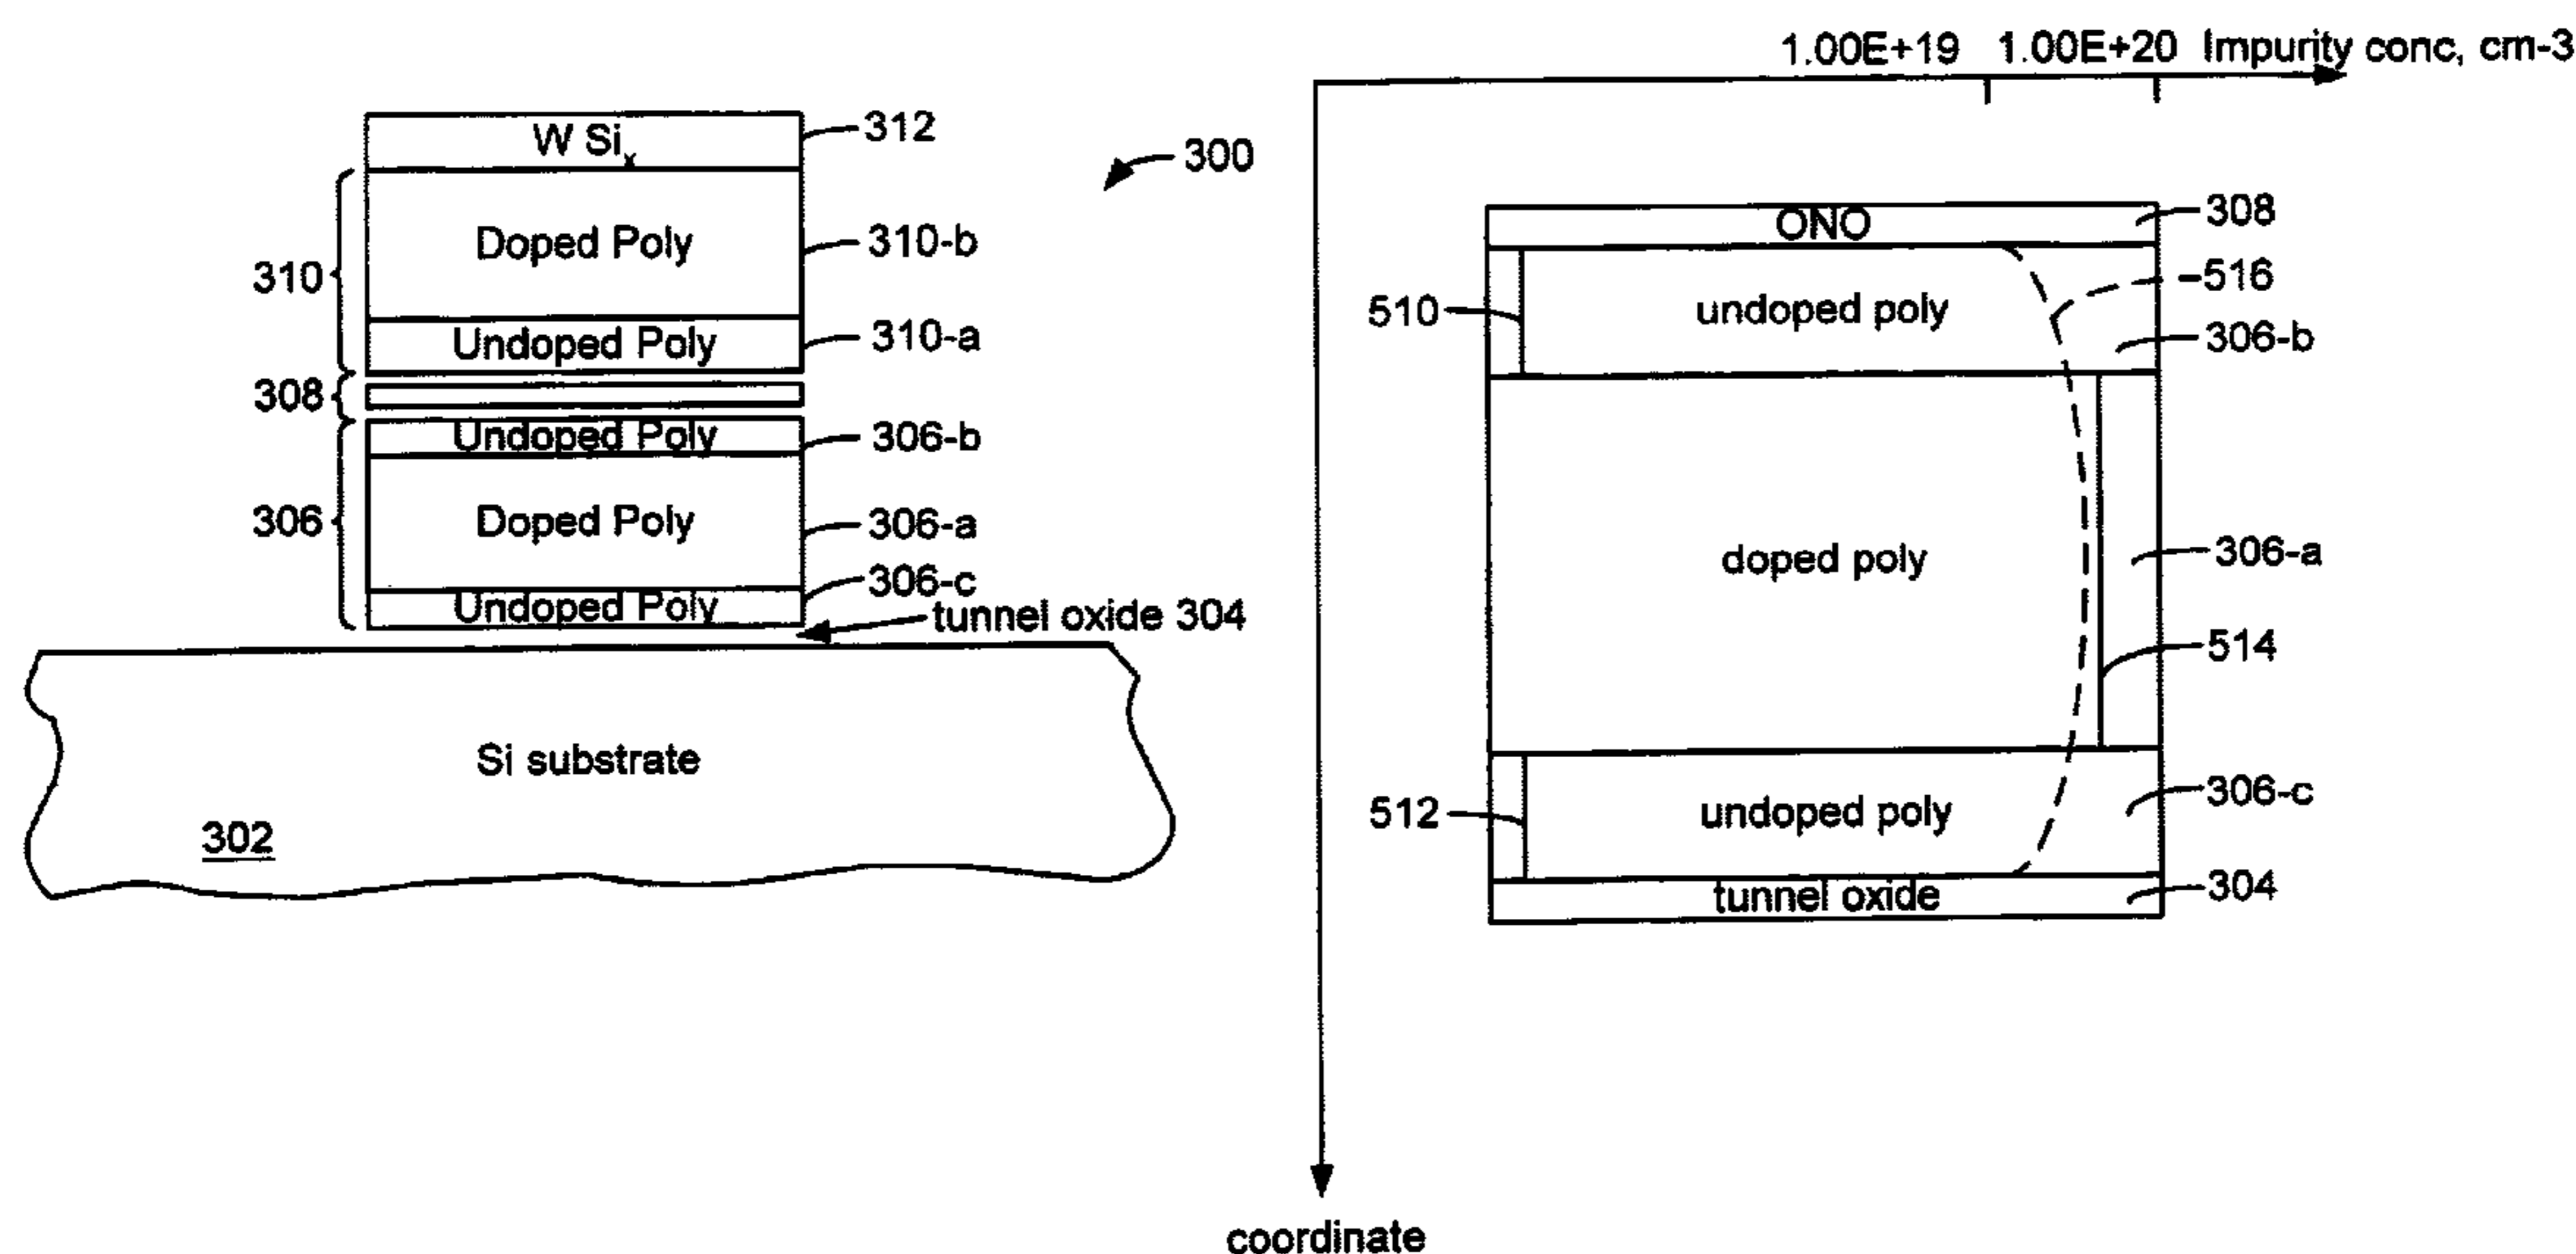 W Si x
312
300
Doped Poly
310-b
310
Undoped Poly
310-a
308
Undoped Poly
306-b
306
Doped Poly
306-a
306-c
Undoped Poly
tunnel oxide 304
Si substrate
302
1.00E+19 1.00E+20 Impurity conc, cm-3
ONO
308
516
510
undoped poly
306-b
doped poly
306-a
514
306-c
512
undoped poly
304
tunnel oxide
coordinate